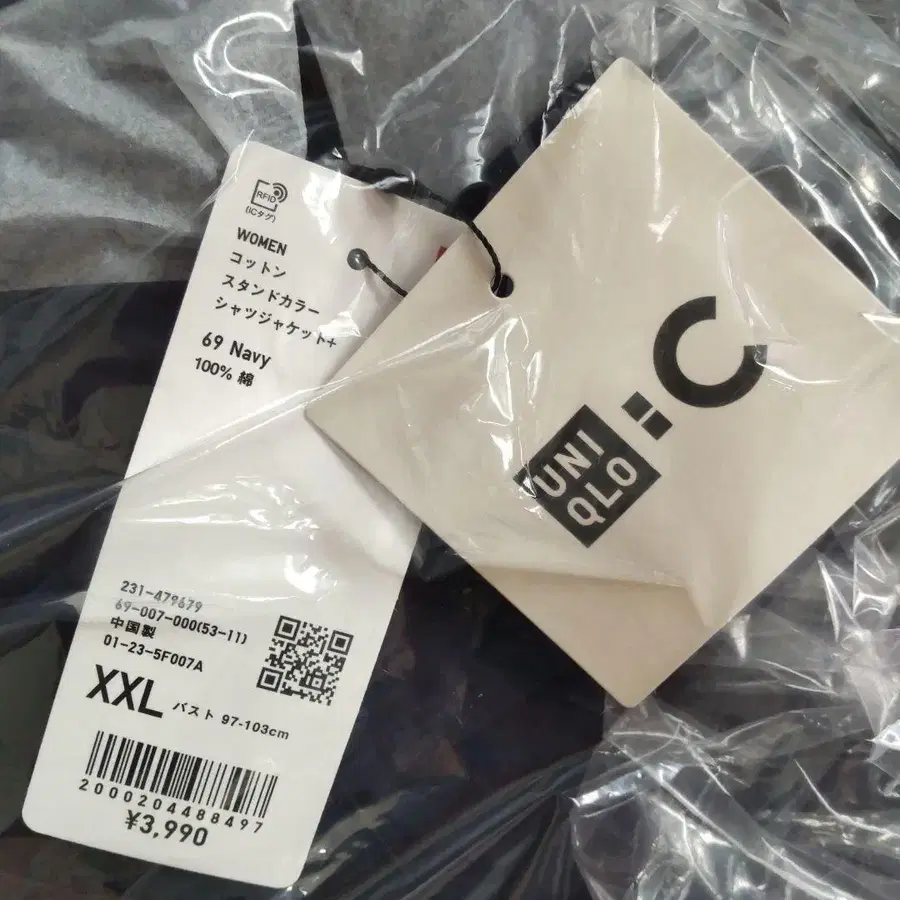 RFID
(ICタグ)
WOMEN
コットン
スタンドカラー
シャツジャケット+
69 Navy
100% 綿
231-479679
69-007-000(53-11)
中国製
01-23-5F007A
XXL バスト 97-103cm
2000204488497
¥3,990
UNI
QLO
:C